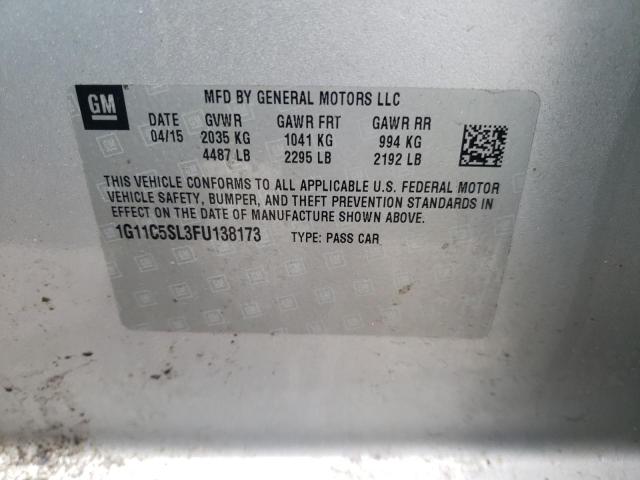 GM
MFD BY GENERAL MOTORS LLC
DATE GVWR GAWR FRT GAWR RR
04/15 2035 KG 1041 KG 994 KG
4487 LB 2295 LB 2192 LB
THIS VEHICLE CONFORMS TO ALL APPLICABLE U.S. FEDERAL MOTOR
VEHICLE SAFETY, BUMPER, AND THEFT PREVENTION STANDARDS IN
EFFECT ON THE DATE OF MANUFACTURE SHOWN ABOVE.
1G11C5SL3FU138173 TYPE: PASS CAR